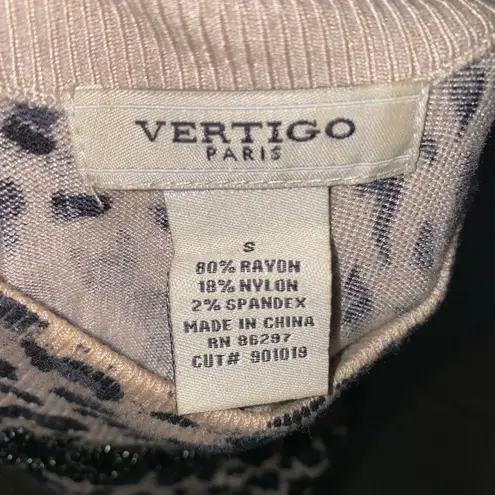 VERTIGO
PARIS
S
80% RAYON
18% NYLON
2% SPANDEX
MADE IN CHINA
RN 86297
CUT# 901019